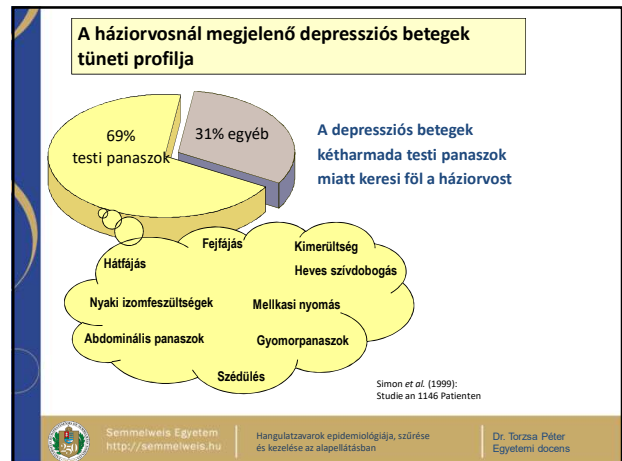 A háziorvosnál megjelenő depressziós betegek
tüneti profilja
69%
testi panaszok
31% egyéb
A depressziós betegek
kétharmada testi panaszok
miatt keresi föl a háziorvost
Fejfájás
Kimerültség
Hátfájás
Heves szívdobogás
Nyaki izomfeszültségek
Mellkasi nyomás
Abdominális panaszok
Gyomorpanaszok
Szédülés
Simon et al. (1999):
Studie an 1146 Patienten
Semmelweis Egyetem
http://semmelweis.hu
Hangulatzavarok epidemiológiája, szűrése
és kezelése az alapellátásban
Dr. Torzsa Péter
Egyetemi docens